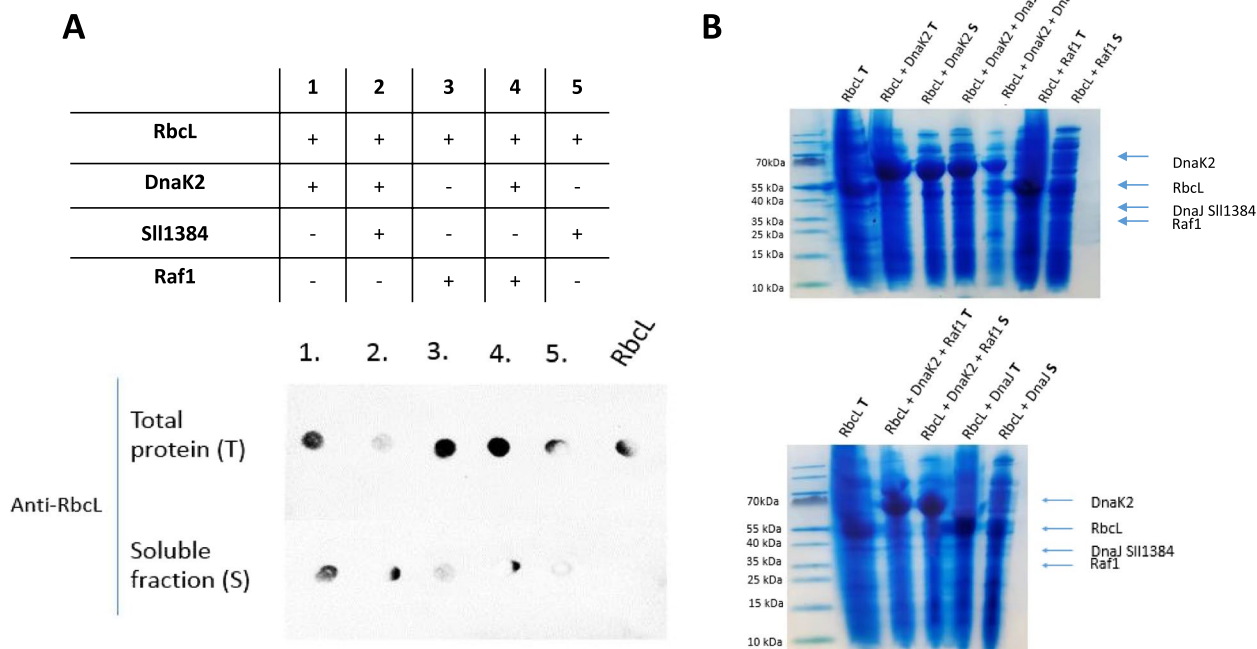 A
1 2 3 4 5
RbcL + + + + +
DnaK2 + + - + -
Sll1384 - + - - +
Raf1 - - + + -
1. 2. 3. 4. 5. RbcL
Anti-RbcL
Total
protein (T)
Soluble
fraction (S)
B
RbcL T
RbcL + DnaK2 T
RbcL + DnaK2 S
RbcL + DnaK2 +
RbcL + DnaK2 +
RbcL + Raf1 T
RbcL + Raf1 S
70kDa
55 kDa
40 kDa
35 kDa
25 kDa
15 kDa
10 kDa
DnaK2
RbcL
DnaJ Sll1384
Raf1
RbcL T
RbcL + DnaK2 + Raf1 T
RbcL + DnaK2 + Raf1 S
RbcL + DnaJ T
RbcL + DnaJ S
70kDa
55 kDa
40 kDa
35 kDa
25 kDa
15 kDa
10 kDa
DnaK2
RbcL
DnaJ Sll1384
Raf1